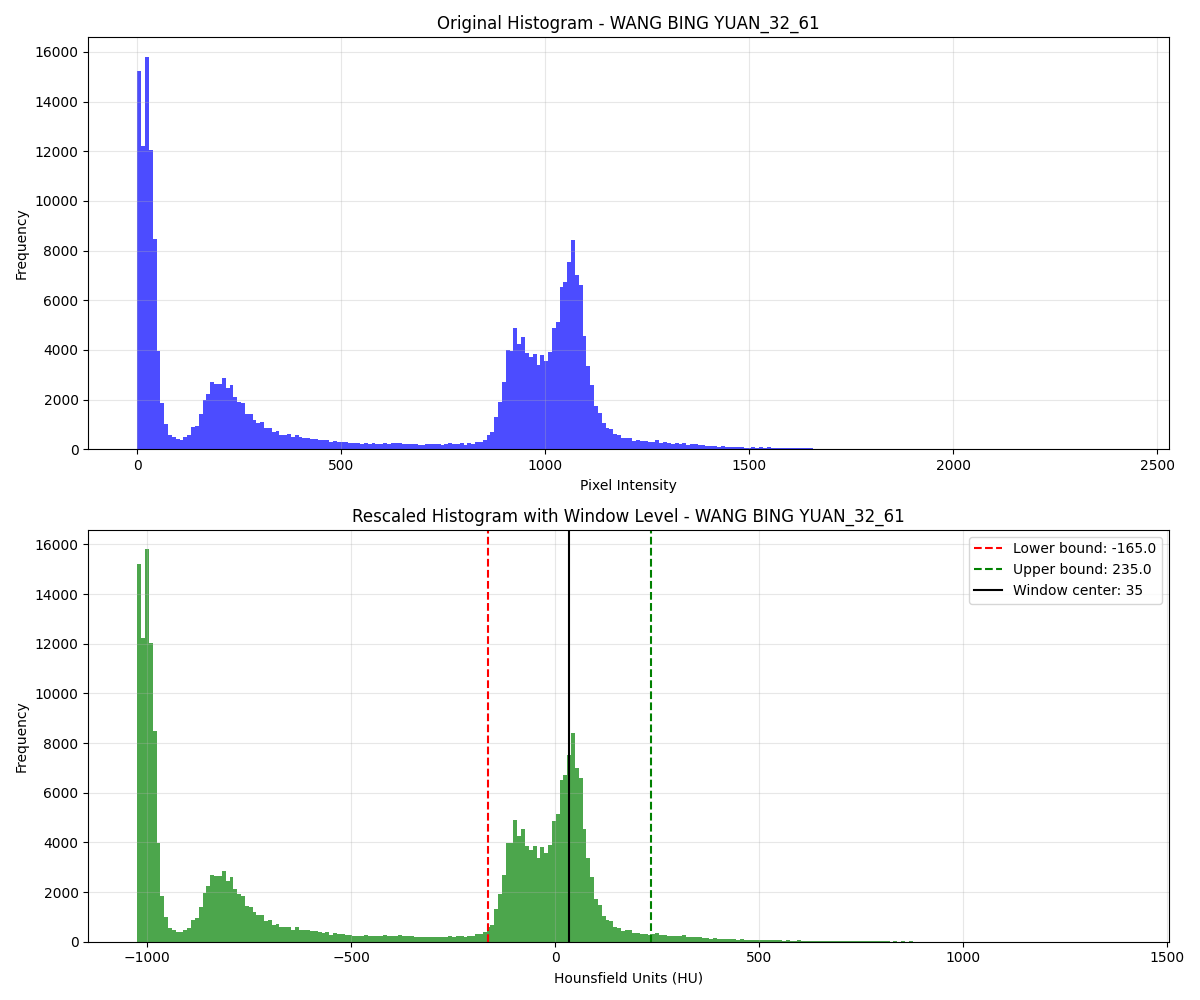 Original Histogram - WANG BING YUAN_32_61
16000
14000
12000
10000
8000
6000
4000
2000
0
Frequency
0 500 1000 1500 2000 2500
Pixel Intensity
Rescaled Histogram with Window Level - WANG BING YUAN_32_61
Lower bound: -165.0
Upper bound: 235.0
Window center: 35
16000
14000
12000
10000
8000
6000
4000
2000
0
Frequency
−1000 −500 0 500 1000 1500
Hounsfield Units (HU)